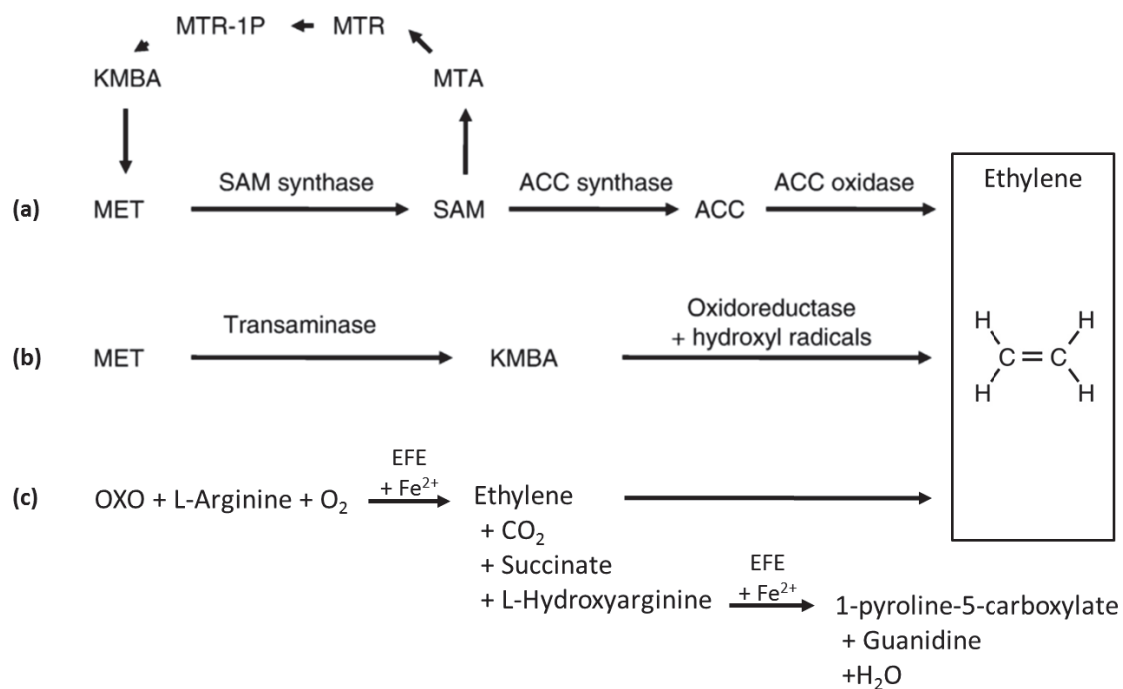 MTR-1P MTR
KMBA MTA
SAM synthase ACC synthase ACC oxidase Ethylene
(a) MET SAM ACC
Transaminase Oxidoreductase
+ hydroxyl radicals
(b) MET KMBA
H H
C=C
H H
EFE
+ Fe²⁺
(c) OXO + L-Arginine + O₂ Ethylene
+ CO₂
+ Succinate
+ L-Hydroxyarginine
EFE
+ Fe²⁺
1-pyroline-5-carboxylate
+ Guanidine
+H₂O